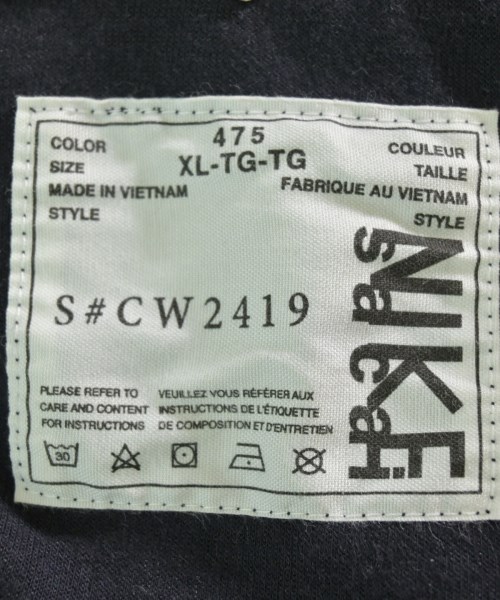 COLOR 475 COULEUR
SIZE XL-TG-TG TAILLE
MADE IN VIETNAM FABRIQUE AU VIETNAM
STYLE STYLE
S#CW2419
NIKE
sacai
PLEASE REFER TO
CARE AND CONTENT
FOR INSTRUCTIONS
VEUILLEZ VOUS RÉFÉRER AUX
INSTRUCTIONS DE L'ÉTIQUETTE
DE COMPOSITION ET D'ENTRETIEN
30